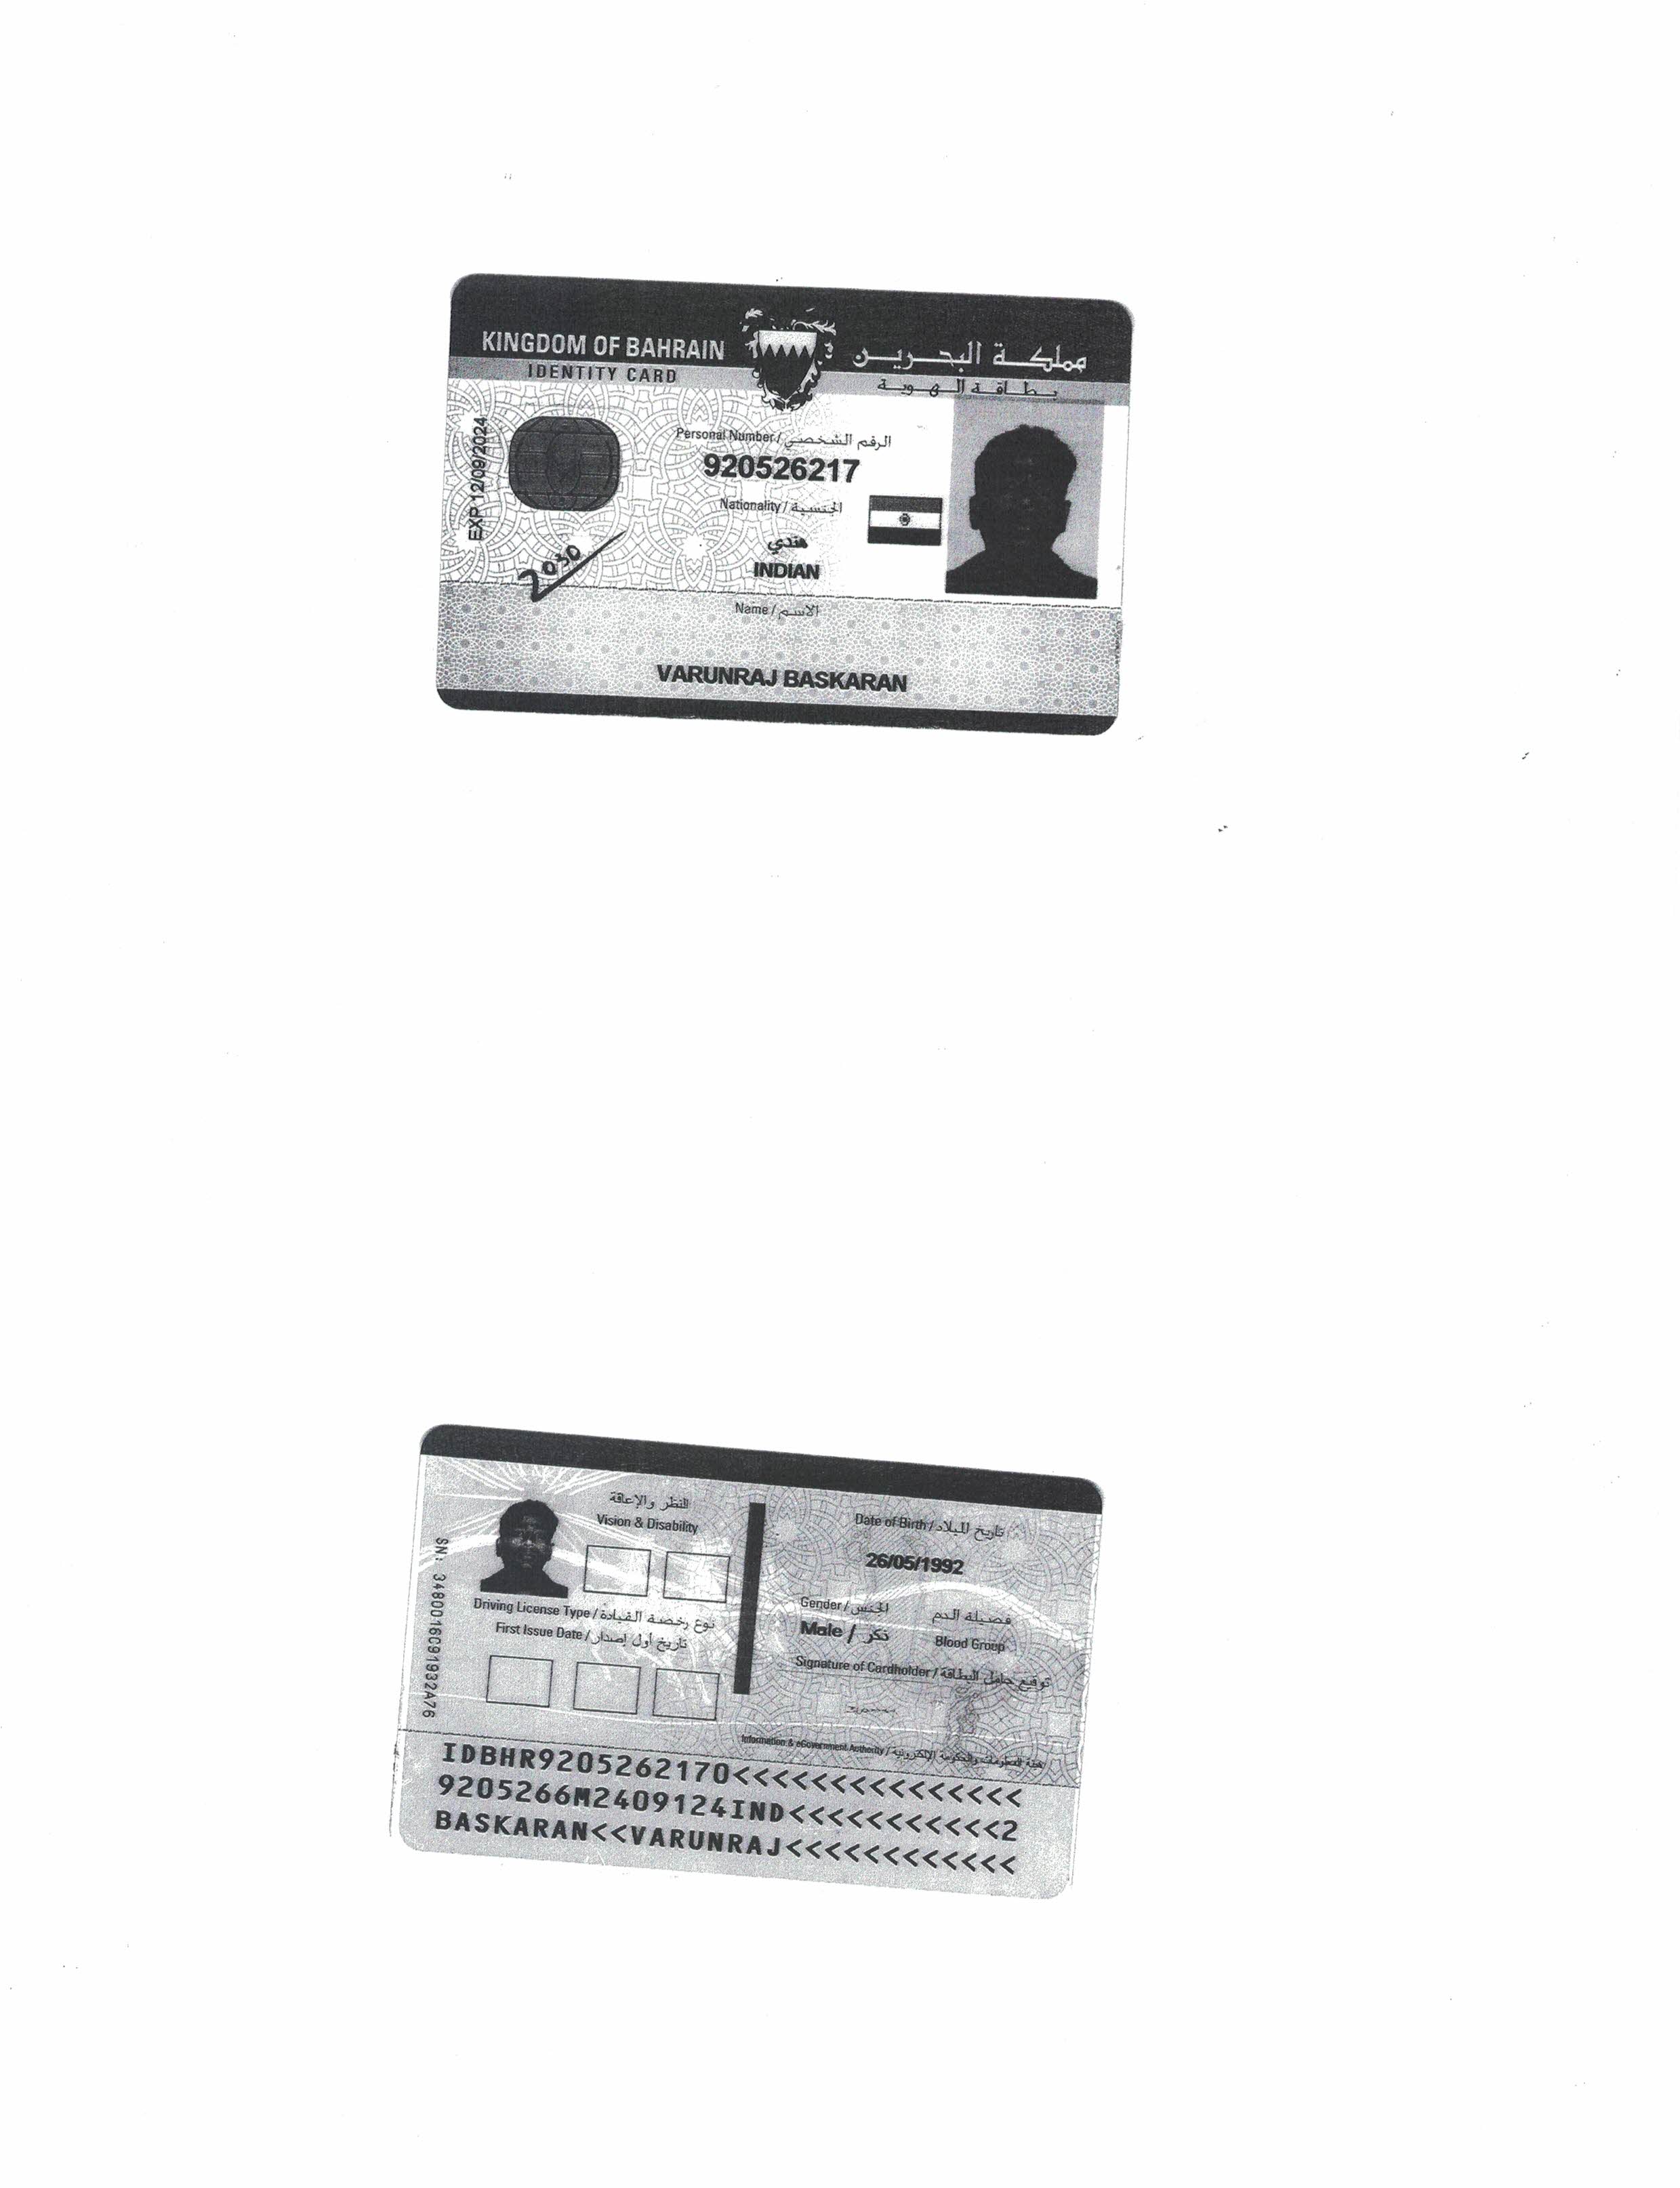 KINGDOM OF BAHRAIN
مملكة البحرين
IDENTITY CARD
بطاقة الهوية
EXP 12/09/2024
Personal Number / الرقم الشخصي
920526217
Nationality / الجنسية
هندي
INDIAN
2030
Name / الاسم
VARUNRAJ BASKARAN
النظر والإعاقة
Vision & Disability
SN: 3480016091932A76
Driving License Type / نوع رخصة القيادة
First Issue Date / تاريخ أول إصدار
Date of Birth / تاريخ الميلاد
26/05/1992
Gender / الجنس
Male / ذكر
فصيلة الدم
Blood Group
Signature of Cardholder / توقيع حامل البطاقة
Information & eGovernment Authority / هيئة المعلومات والحكومة الإلكترونية
IDBHR9205262170<<<<<<<<<<<<<<<
9205266M2409124IND<<<<<<<<<<<2
BASKARAN<<VARUNRAJ<<<<<<<<<<<<